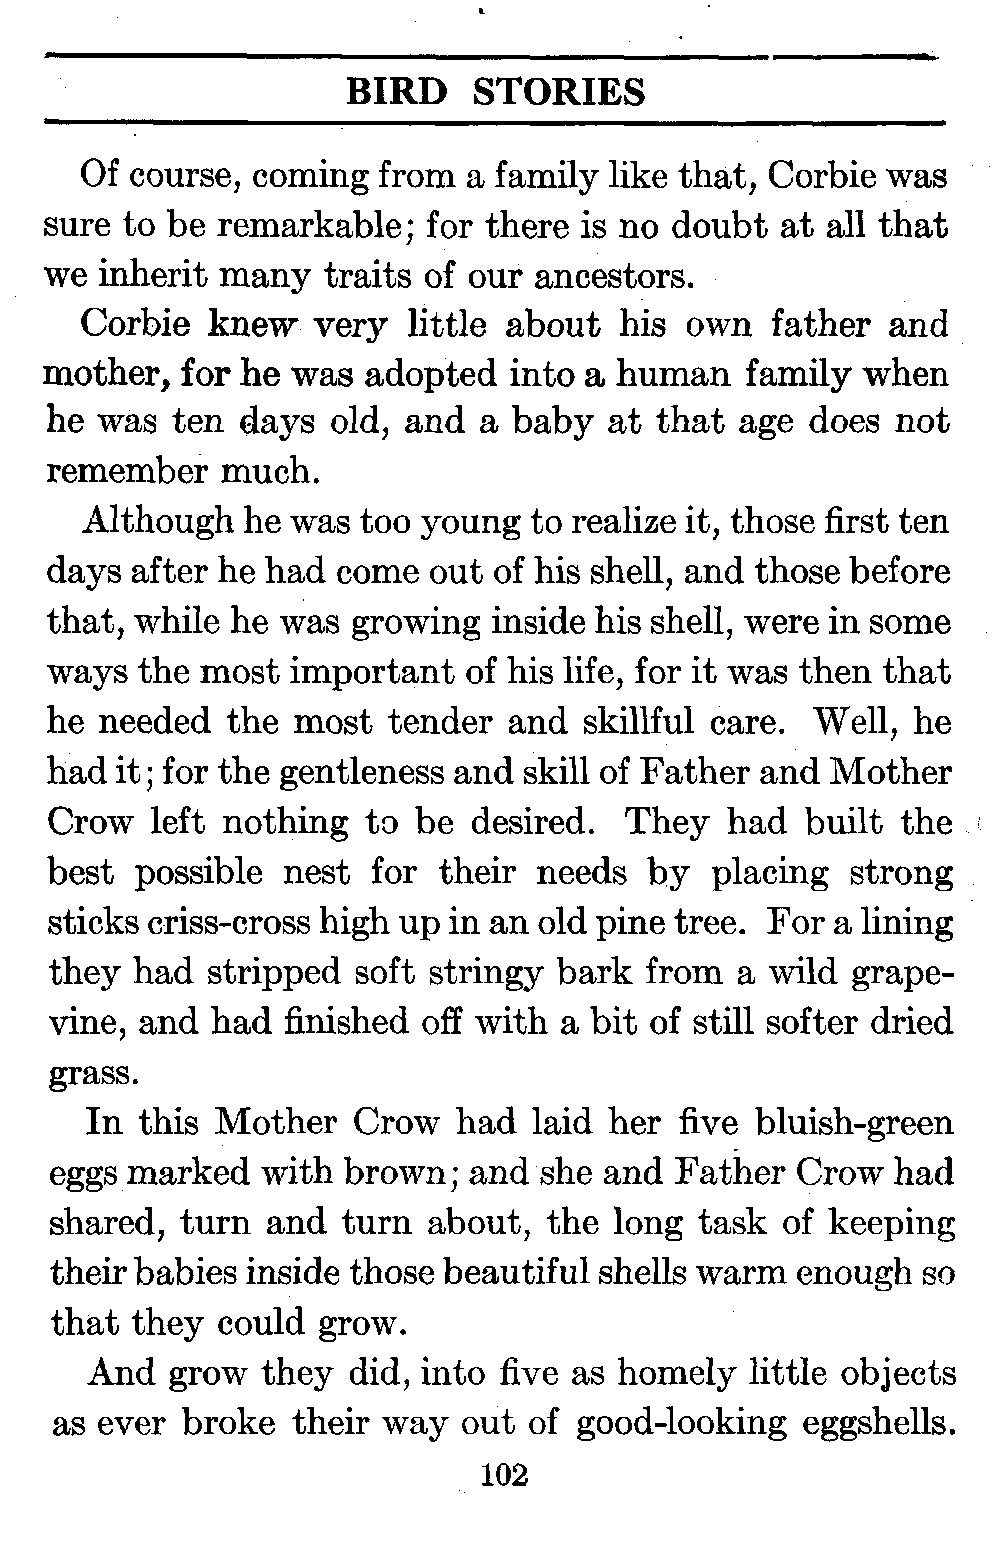 BIRD STORIES
Of course, coming from a family like that, Corbie was
sure to be remarkable; for there is no doubt at all that
we inherit many traits of our ancestors.
Corbie knew very little about his own father and
mother, for he was adopted into a human family when
he was ten days old, and a baby at that age does not
remember much.
Although he was too young to realize it, those first ten
days after he had come out of his shell, and those before
that, while he was growing inside his shell, were in some
ways the most important of his life, for it was then that
he needed the most tender and skillful care. Well, he
had it; for the gentleness and skill of Father and Mother
Crow left nothing to be desired. They had built the
best possible nest for their needs by placing strong
sticks criss-cross high up in an old pine tree. For a lining
they had stripped soft stringy bark from a wild grape-
vine, and had finished off with a bit of still softer dried
grass.
In this Mother Crow had laid her five bluish-green
eggs marked with brown; and she and Father Crow had
shared, turn and turn about, the long task of keeping
their babies inside those beautiful shells warm enough so
that they could grow.
And grow they did, into five as homely little objects
as ever broke their way out of good-looking eggshells.
102